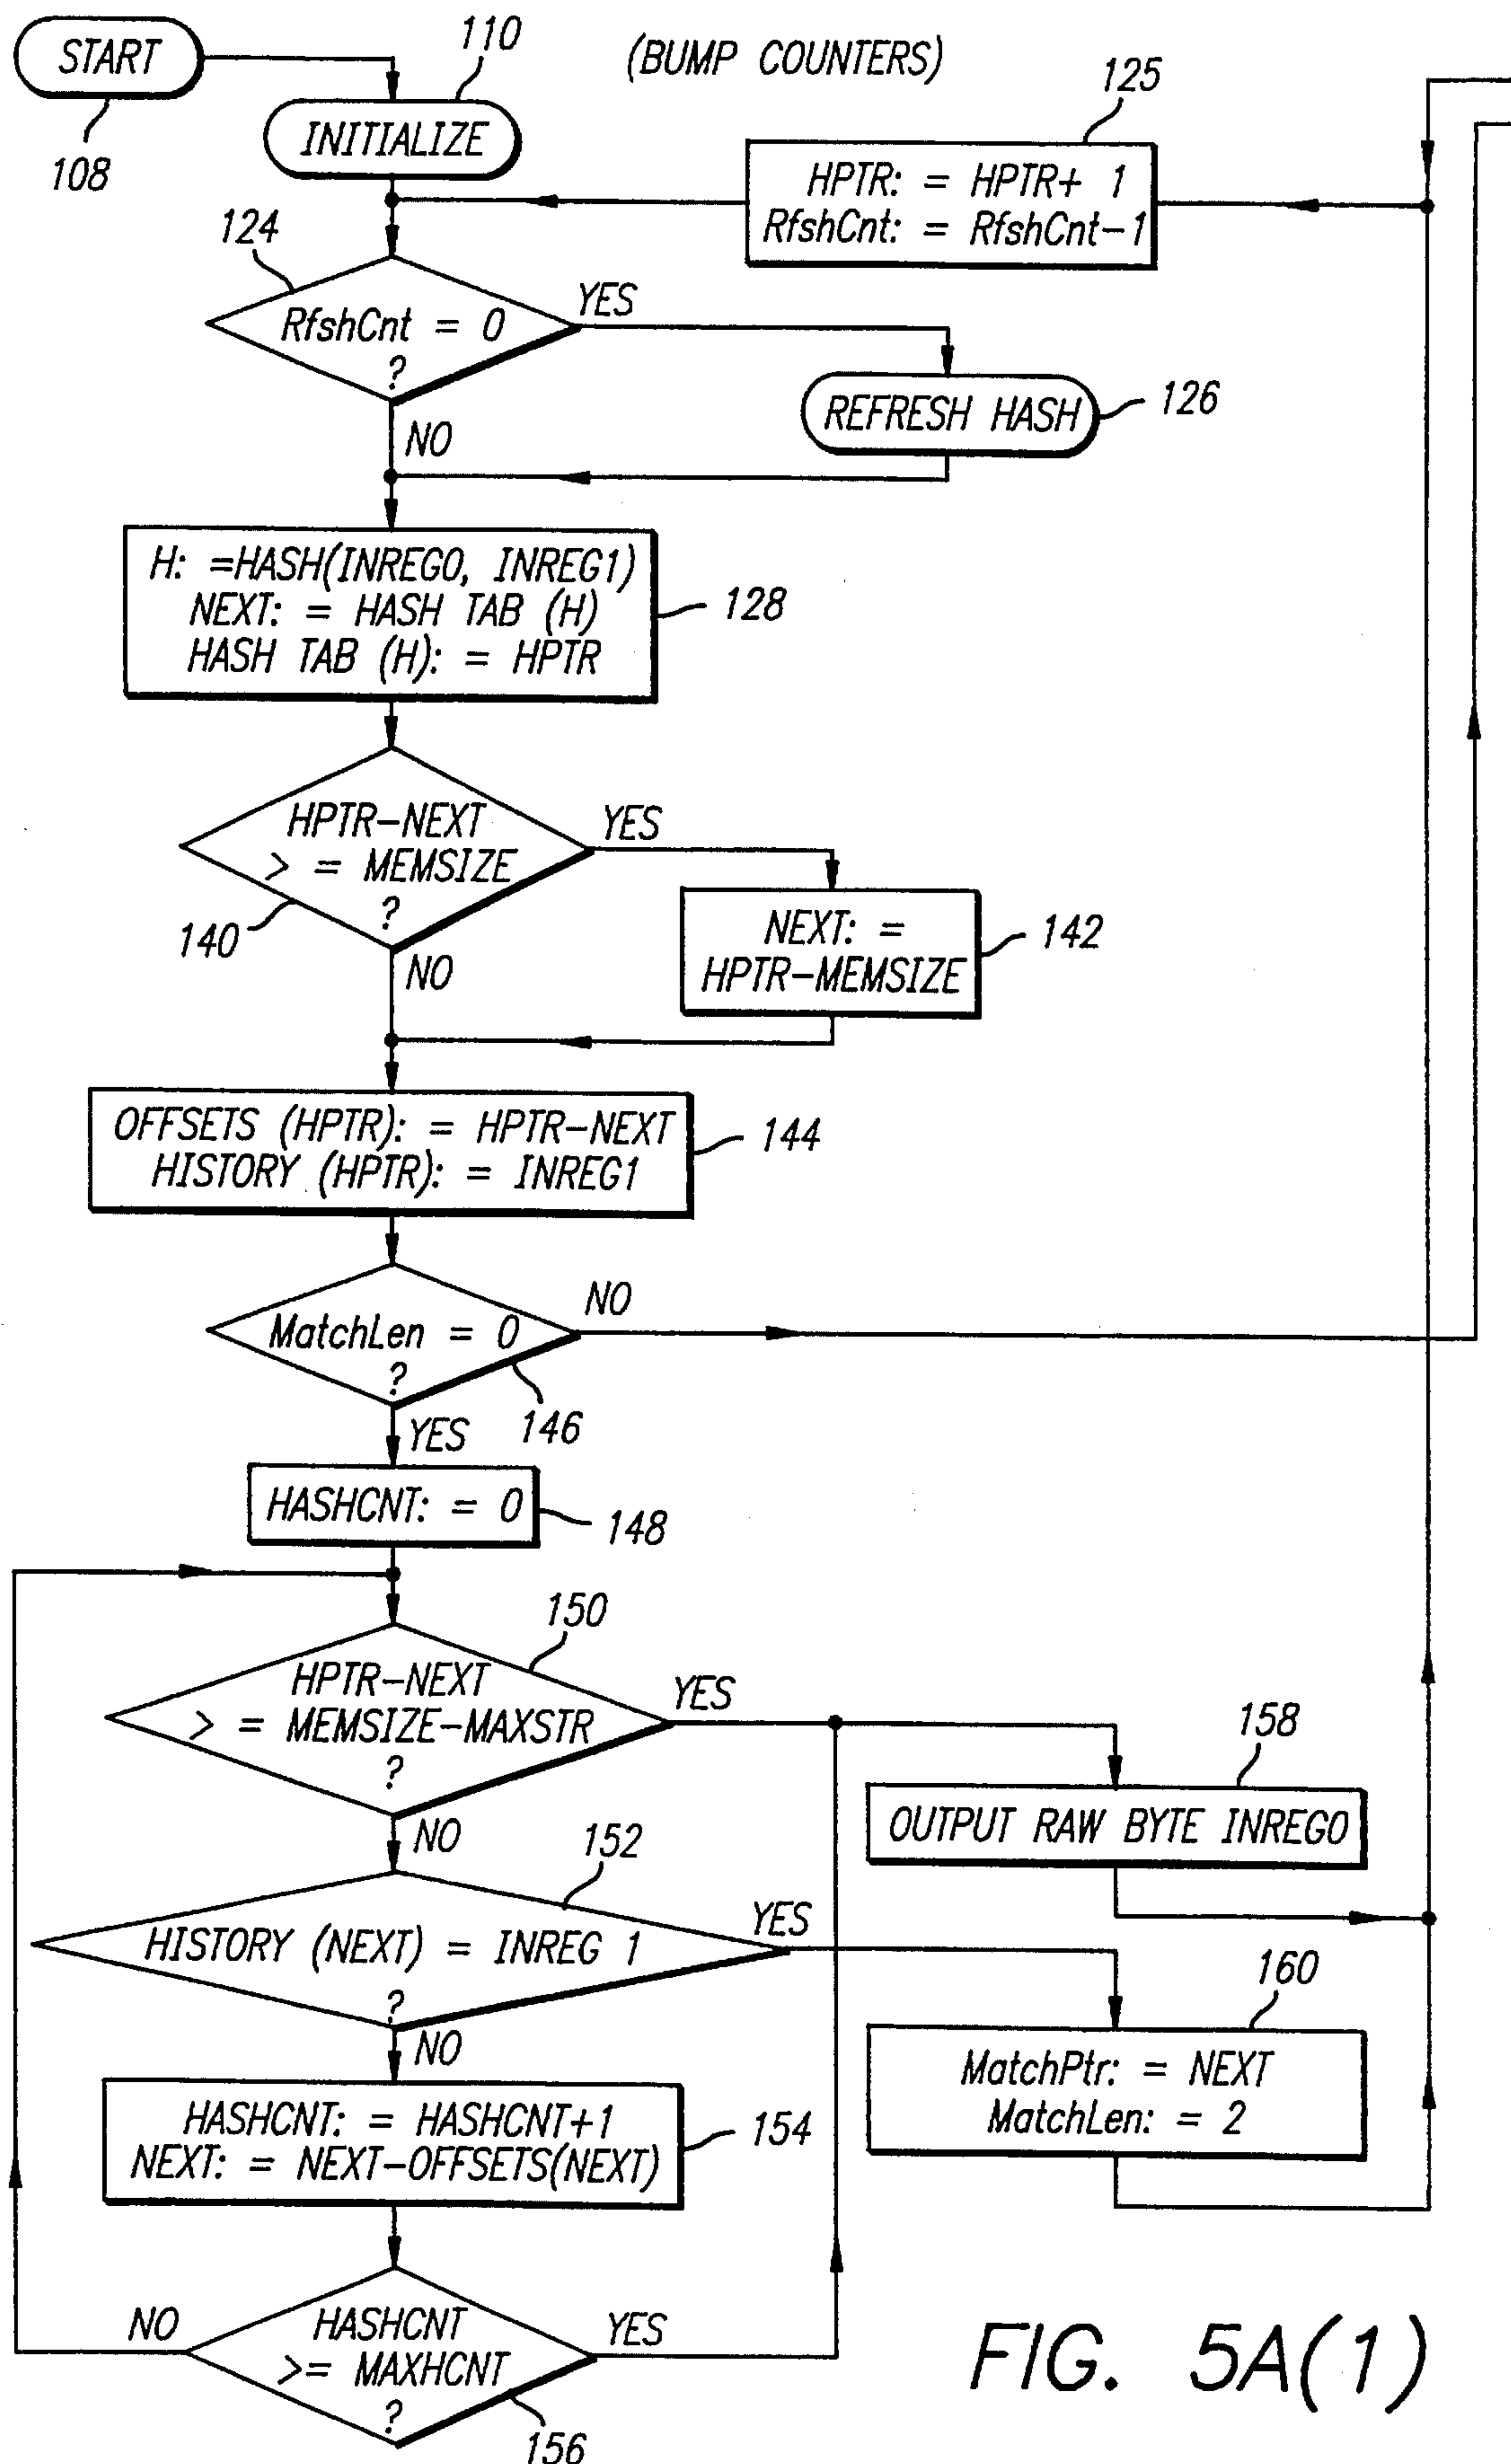 START
108
110
INITIALIZE
(BUMP COUNTERS)
125
HPTR: = HPTR+ 1
RfshCnt: = RfshCnt-1
124
RfshCnt = 0
?
YES
NO
REFRESH HASH
126
H: =HASH(INREG0, INREG1)
NEXT: = HASH TAB (H)
HASH TAB (H): = HPTR
128
HPTR-NEXT
> = MEMSIZE
?
140
YES
NO
NEXT: =
HPTR-MEMSIZE
142
OFFSETS (HPTR): = HPTR-NEXT
HISTORY (HPTR): = INREG1
144
MatchLen = 0
?
NO
146
YES
HASHCNT: = 0
148
150
HPTR-NEXT
> = MEMSIZE-MAXSTR
?
YES
NO
158
OUTPUT RAW BYTE INREG0
152
HISTORY (NEXT) = INREG 1
?
YES
NO
160
MatchPtr: = NEXT
MatchLen: = 2
HASHCNT: = HASHCNT+1
NEXT: = NEXT-OFFSETS(NEXT)
154
HASHCNT
>= MAXHCNT
?
NO
YES
156
FIG. 5A(1)